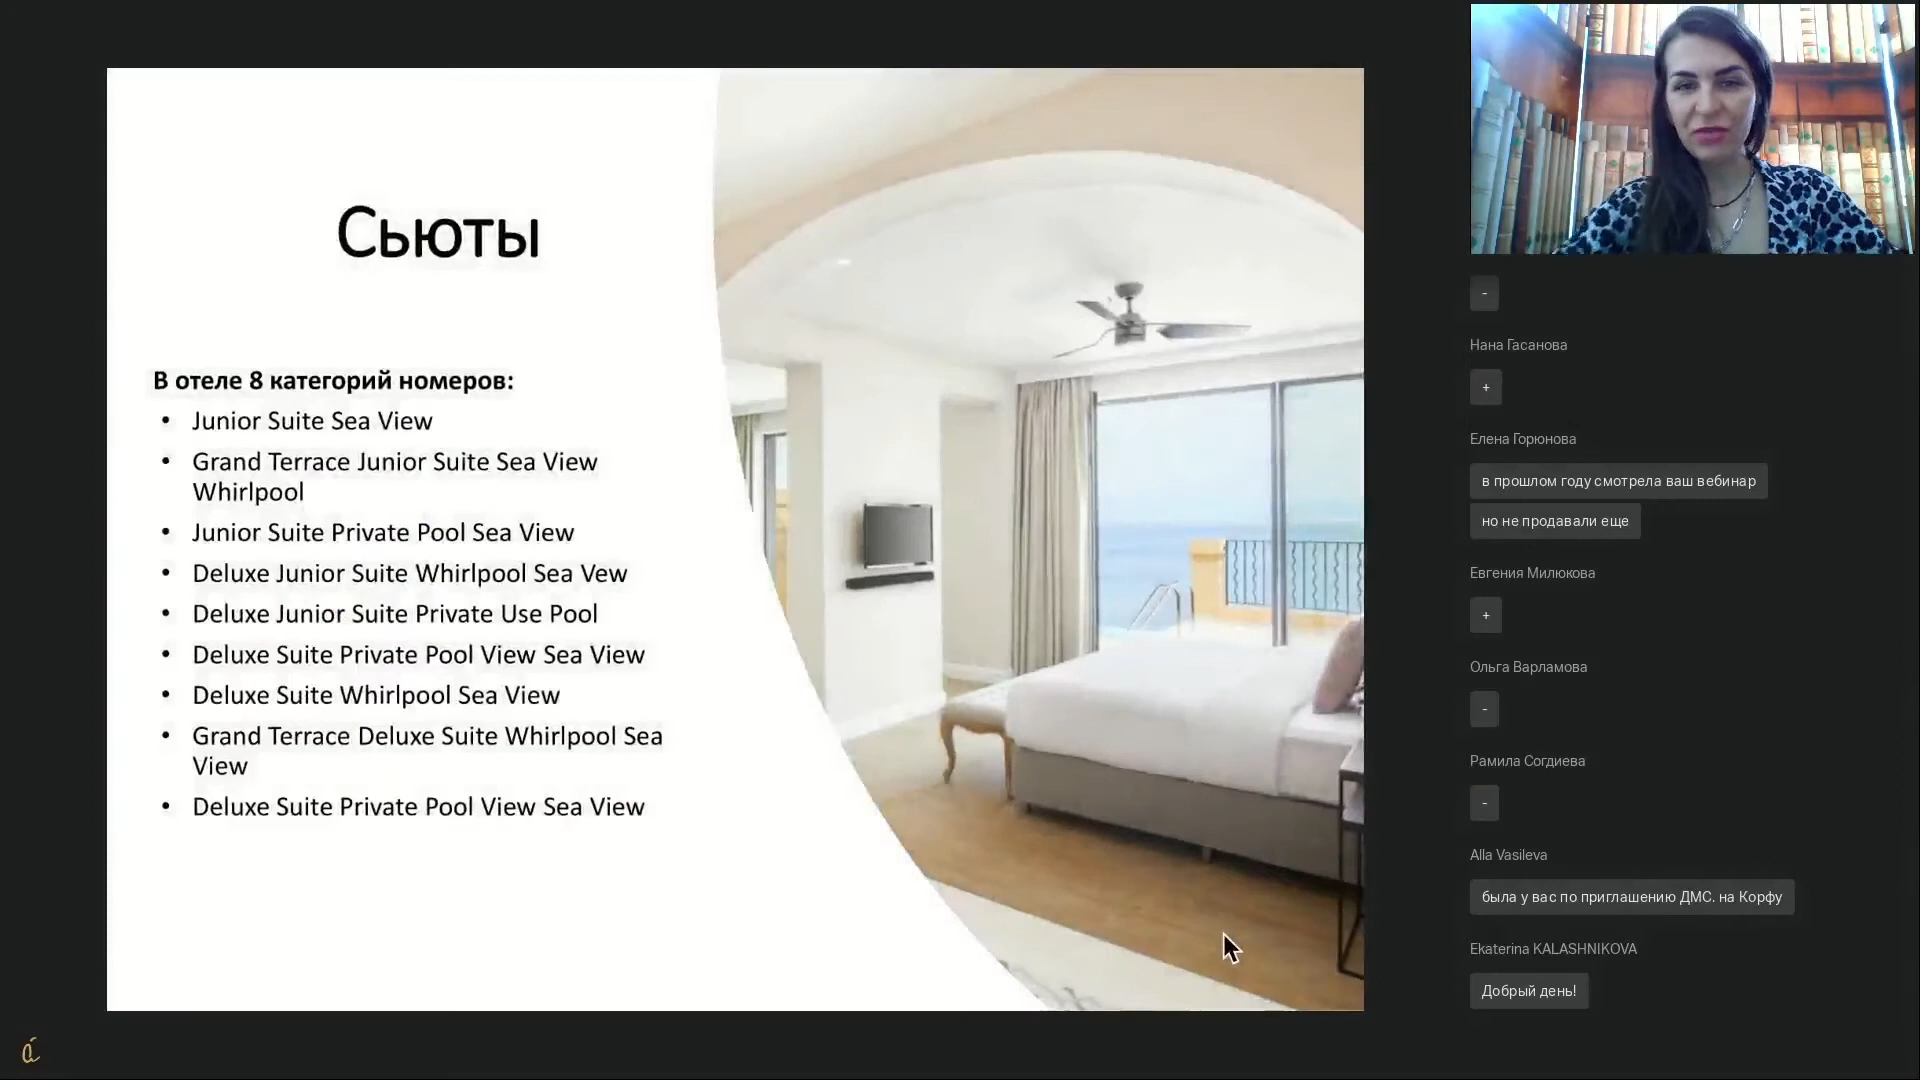 Сьюты
В отеле 8 категорий номеров:
• Junior Suite Sea View
• Grand Terrace Junior Suite Sea View
Whirlpool
• Junior Suite Private Pool Sea View
• Deluxe Junior Suite Whirlpool Sea Vew
• Deluxe Junior Suite Private Use Pool
• Deluxe Suite Private Pool View Sea View
• Deluxe Suite Whirlpool Sea View
• Grand Terrace Deluxe Suite Whirlpool Sea
View
• Deluxe Suite Private Pool View Sea View
-
Нана Гасанова
+
Елена Горюнова
в прошлом году смотрела ваш вебинар
но не продавали еще
Евгения Милюкова
+
Ольга Варламова
-
Рамила Согдиева
-
Alla Vasileva
была у вас по приглашению ДМС. на Корфу
Ekaterina KALASHNIKOVA
Добрый день!
á